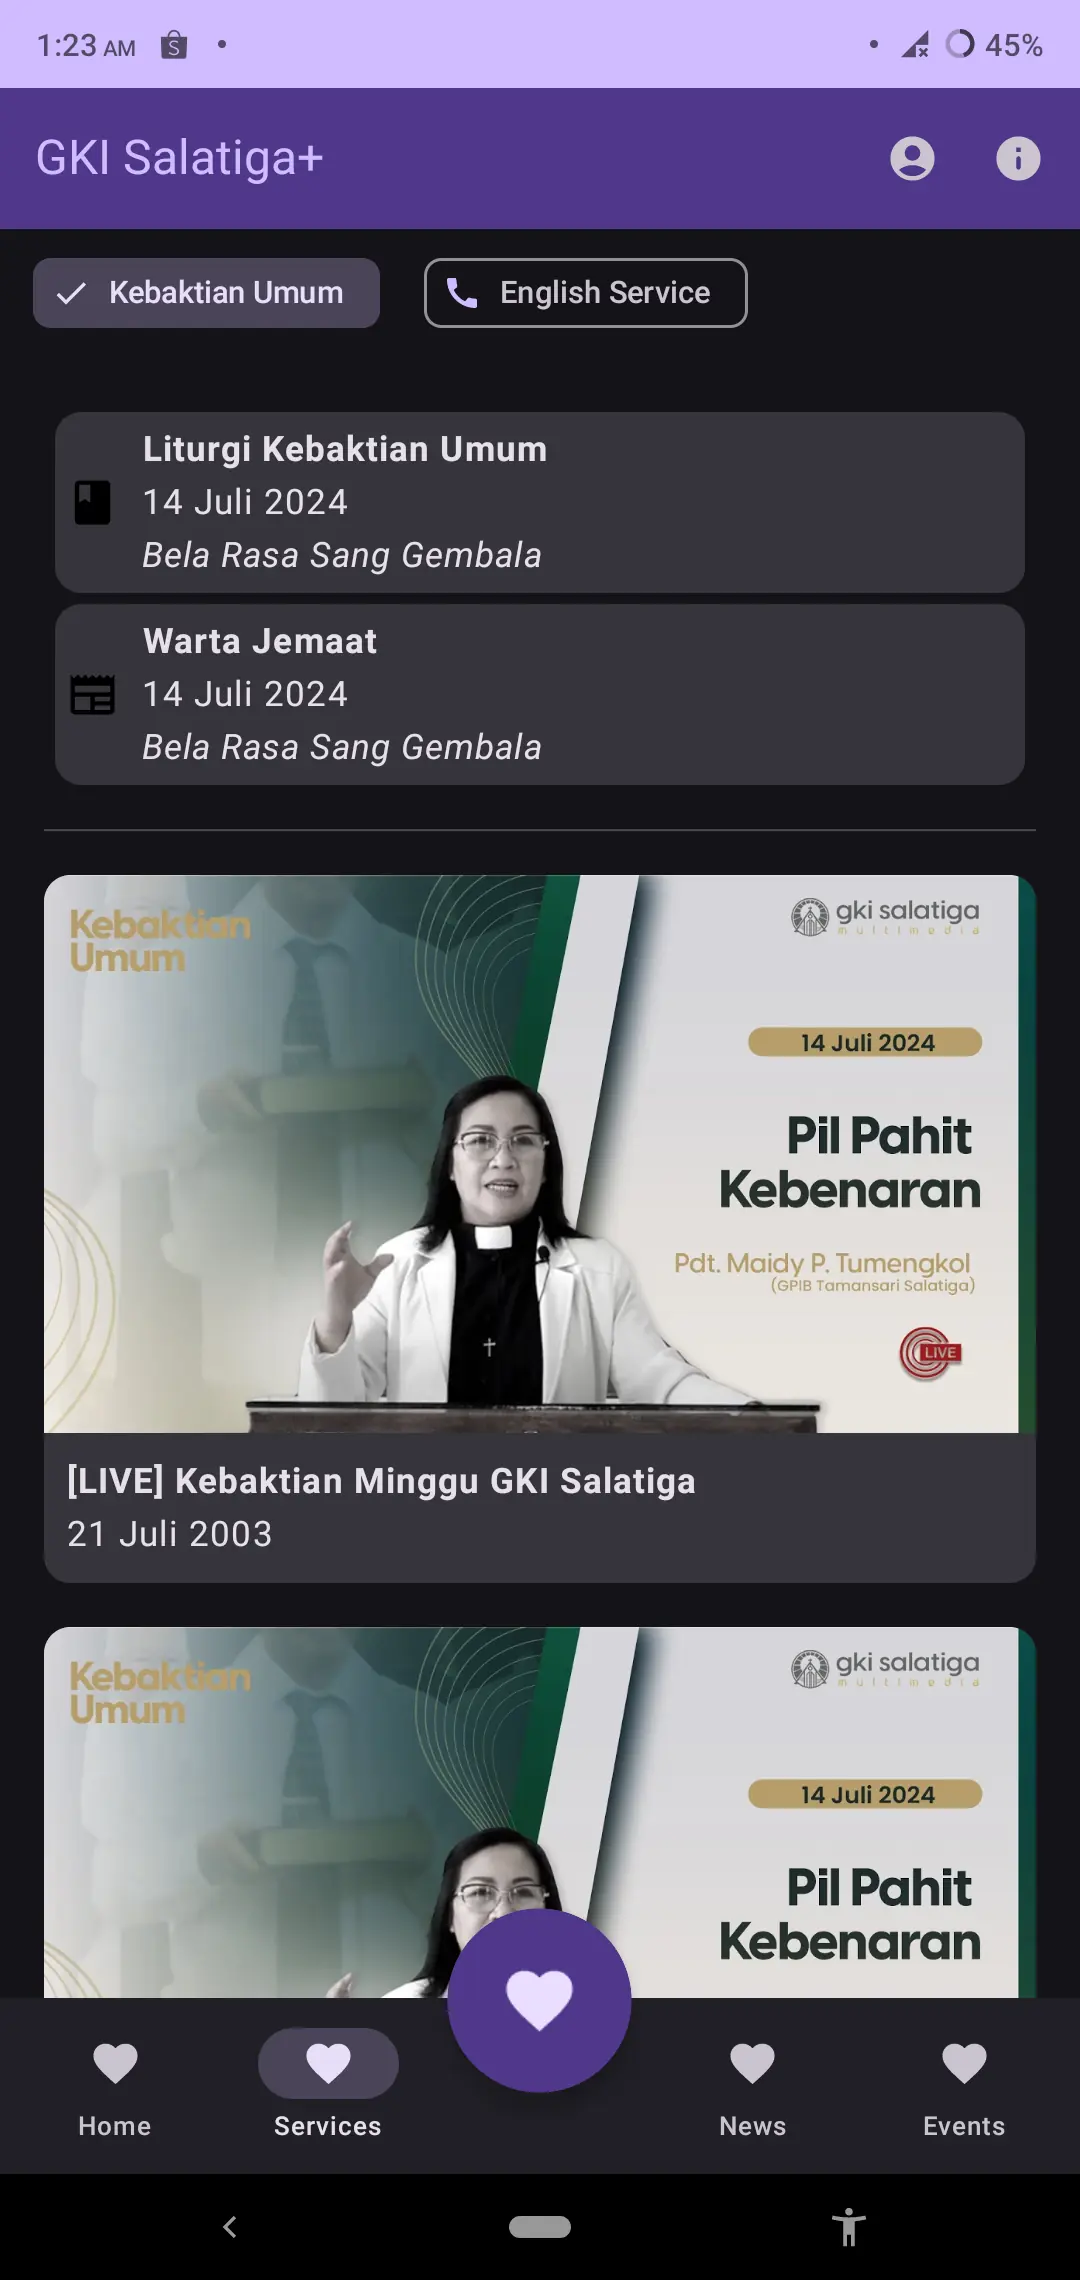 1:23 AM
45%
GKI Salatiga+
Kebaktian Umum
English Service
Liturgi Kebaktian Umum
14 Juli 2024
Bela Rasa Sang Gembala
Warta Jemaat
14 Juli 2024
Bela Rasa Sang Gembala
Kebaktian
Umum
gki salatiga
multimedia
14 Juli 2024
Pil Pahit
Kebenaran
Pdt. Maidy P. Tumengkol
(GPIB Tamansari Salatiga)
LIVE
[LIVE] Kebaktian Minggu GKI Salatiga
21 Juli 2003
Kebaktian
Umum
gki salatiga
multimedia
14 Juli 2024
Pil Pahit
Kebenaran
Home
Services
News
Events